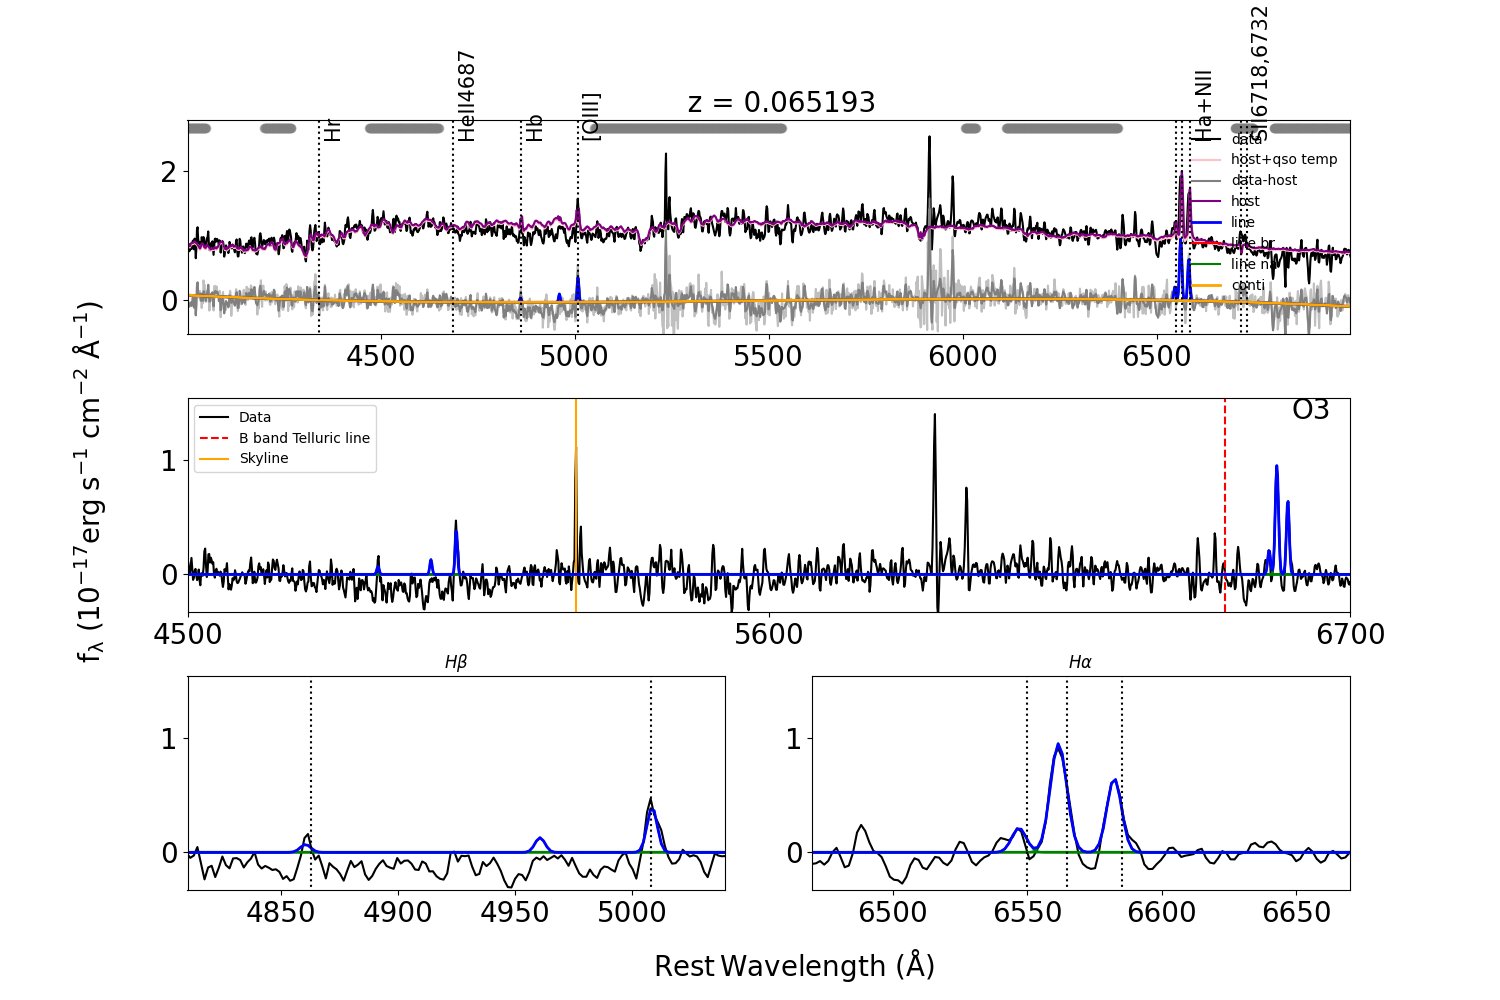 z = 0.065193
Hr
HeII4687
Hb
[OIII]
Ha+NII
SII6718,6732
data
host+qso temp
data-host
host
line
line br
line na
conti
2
0
4500
5000
5500
6000
6500
O3
Data
B band Telluric line
Skyline
1
0
4500
5600
6700
fλ (10⁻¹⁷erg s⁻¹ cm⁻² Å⁻¹)
Hβ
1
0
4850
4900
4950
5000
Hα
1
0
6500
6550
6600
6650
Rest Wavelength (Å)